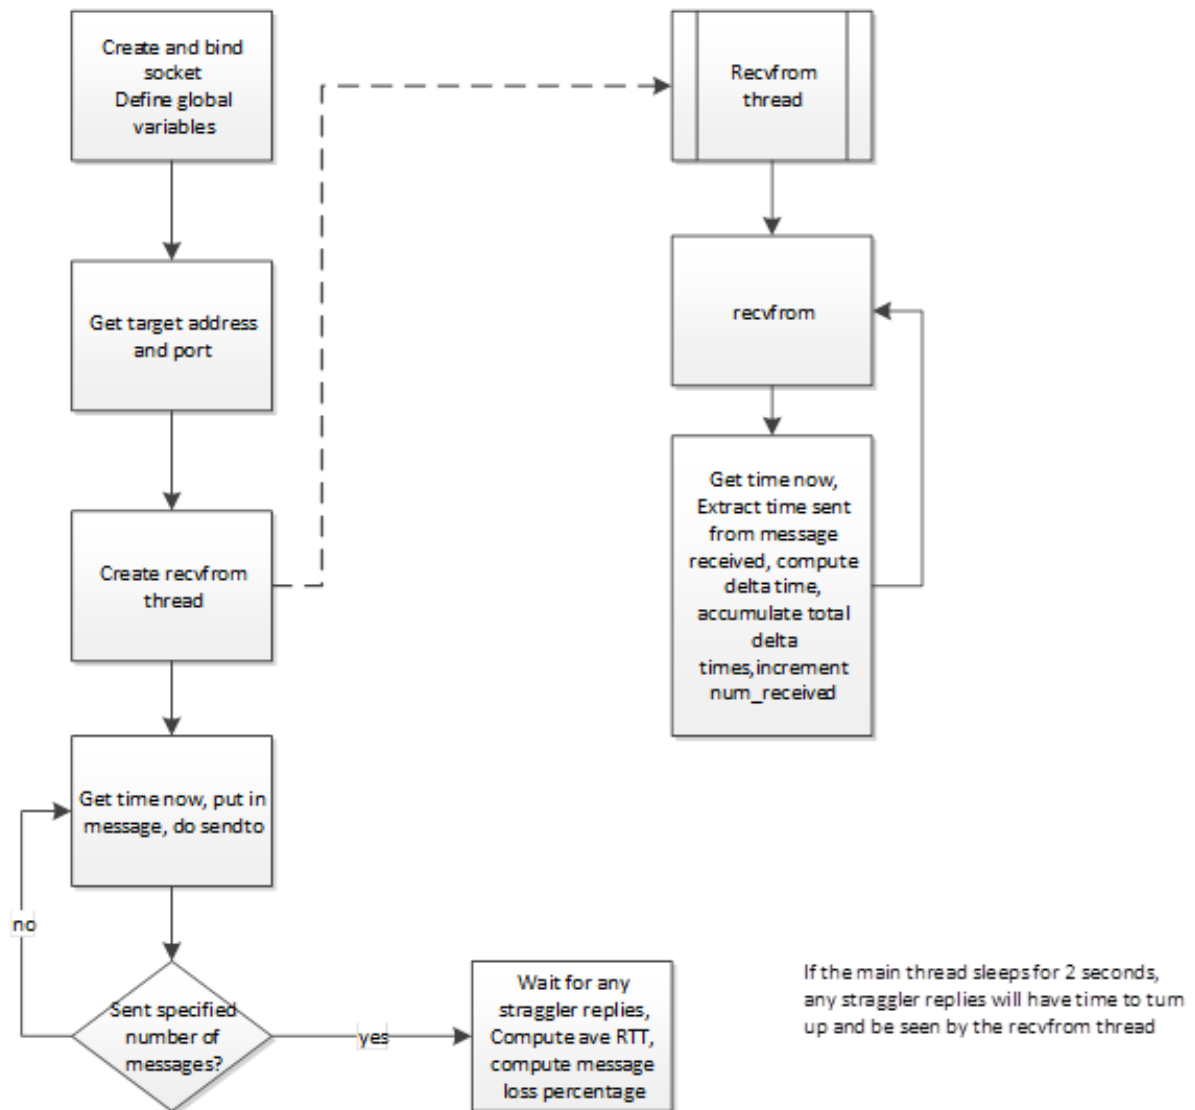 Create and bind
socket
Define global
variables
Recvfrom
thread
Get target address
and port
recvfrom
Create recvfrom
thread
Get time now,
Extract time sent
from message
received, compute
delta time,
accumulate total
delta
times,increment
num_received
Get time now, put in
message, do sendto
no
Sent specified
number of
messages?
yes
Wait for any
straggler replies,
Compute ave RTT,
compute message
loss percentage
If the main thread sleeps for 2 seconds,
any straggler replies will have time to turn
up and be seen by the recvfrom thread